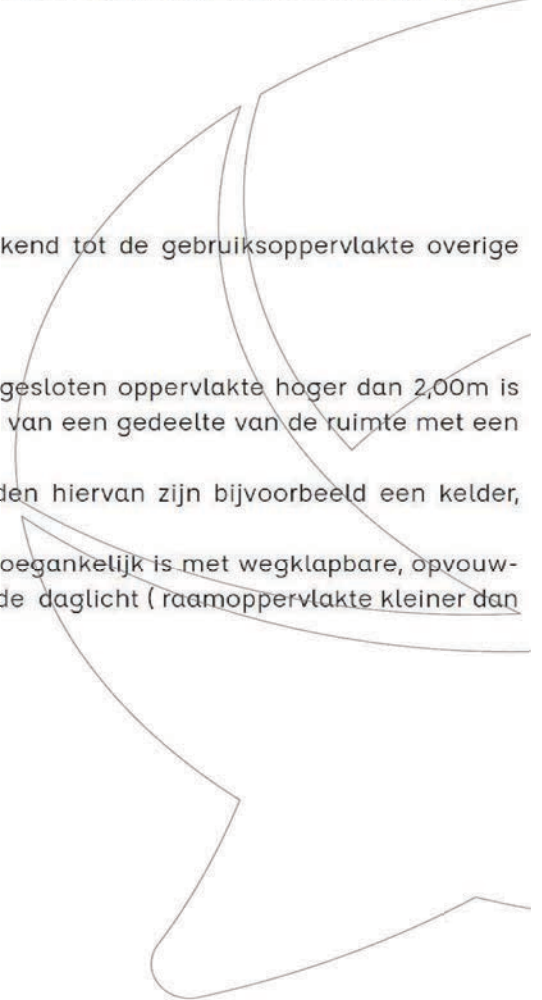 kend tot de gebruiksoppervlakte overige
gesloten oppervlakte hoger dan 2,00m is
van een gedeelte van de ruimte met een
den hiervan zijn bijvoorbeeld een kelder,
oegankelijk is met wegklapbare, opvouw-
de daglicht ( raamoppervlakte kleiner dan